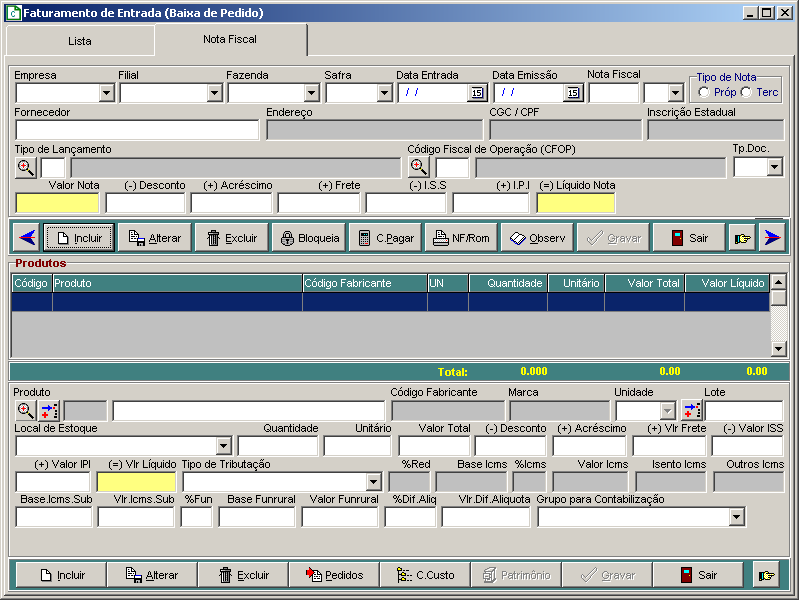 Faturamento de Entrada (Baixa de Pedido)
Lista Nota Fiscal
Empresa Filial Fazenda Safra Data Entrada Data Emissão Nota Fiscal Tipo de Nota
/ / 15 / / 15 Próp Terc
Fornecedor Endereço CGC / CPF Inscrição Estadual
Tipo de Lançamento Código Fiscal de Operação (CFOP) Tp.Doc.
Valor Nota (-) Desconto (+) Acréscimo (+) Frete (-) I.S.S (+) I.P.I (=) Líquido Nota
Incluir Alterar Excluir Bloqueia C.Pagar NF/Rom Observ Gravar Sair
Produtos
Código Produto Código Fabricante UN Quantidade Unitário Valor Total Valor Líquido
Total: 0.000 0.00 0.00
Produto Código Fabricante Marca Unidade Lote
Local de Estoque Quantidade Unitário Valor Total (-) Desconto (+) Acréscimo (+) Vlr Frete (-) Valor ISS
(+) Valor IPI (=) Vlr Líquido Tipo de Tributação %Red Base Icms %Icms Valor Icms Isento Icms Outros Icms
Base.Icms.Sub Vlr.Icms.Sub %Fun Base Funrural Valor Funrural %Dif.Aliq Vlr.Dif.Aliquota Grupo para Contabilização
Incluir Alterar Excluir Pedidos C.Custo Patrimônio Gravar Sair